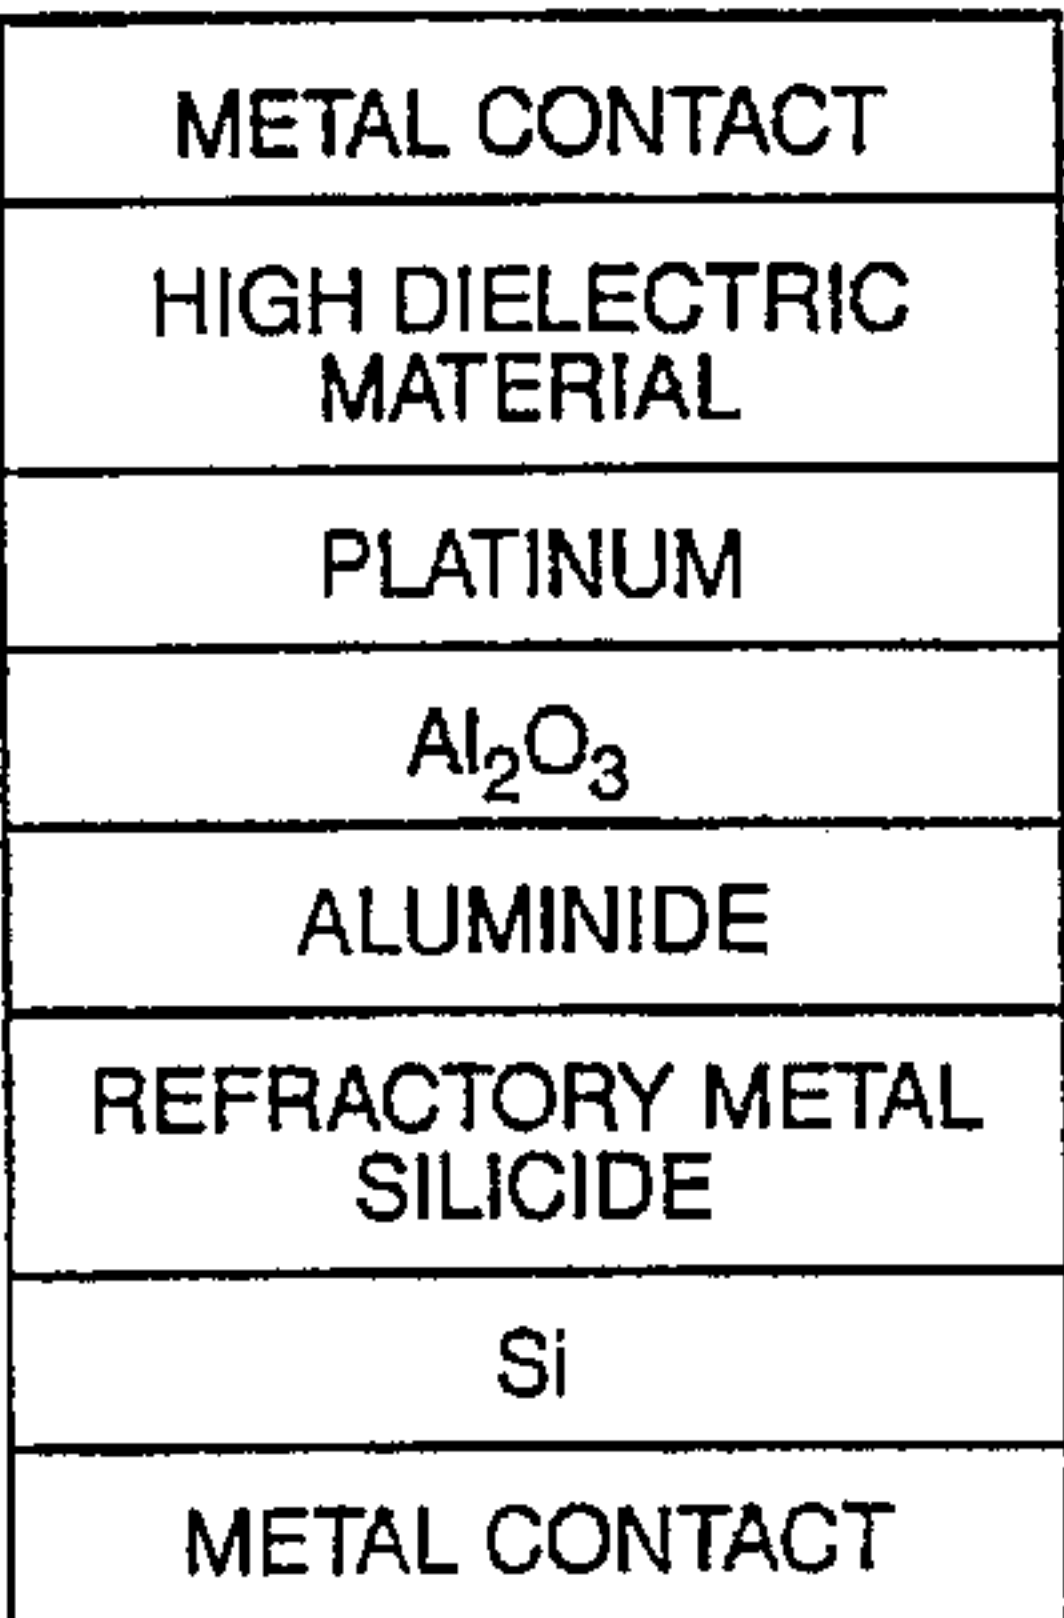 METAL CONTACT
HIGH DIELECTRIC
MATERIAL
PLATINUM
Al₂O₃
ALUMINIDE
REFRACTORY METAL
SILICIDE
Si
METAL CONTACT